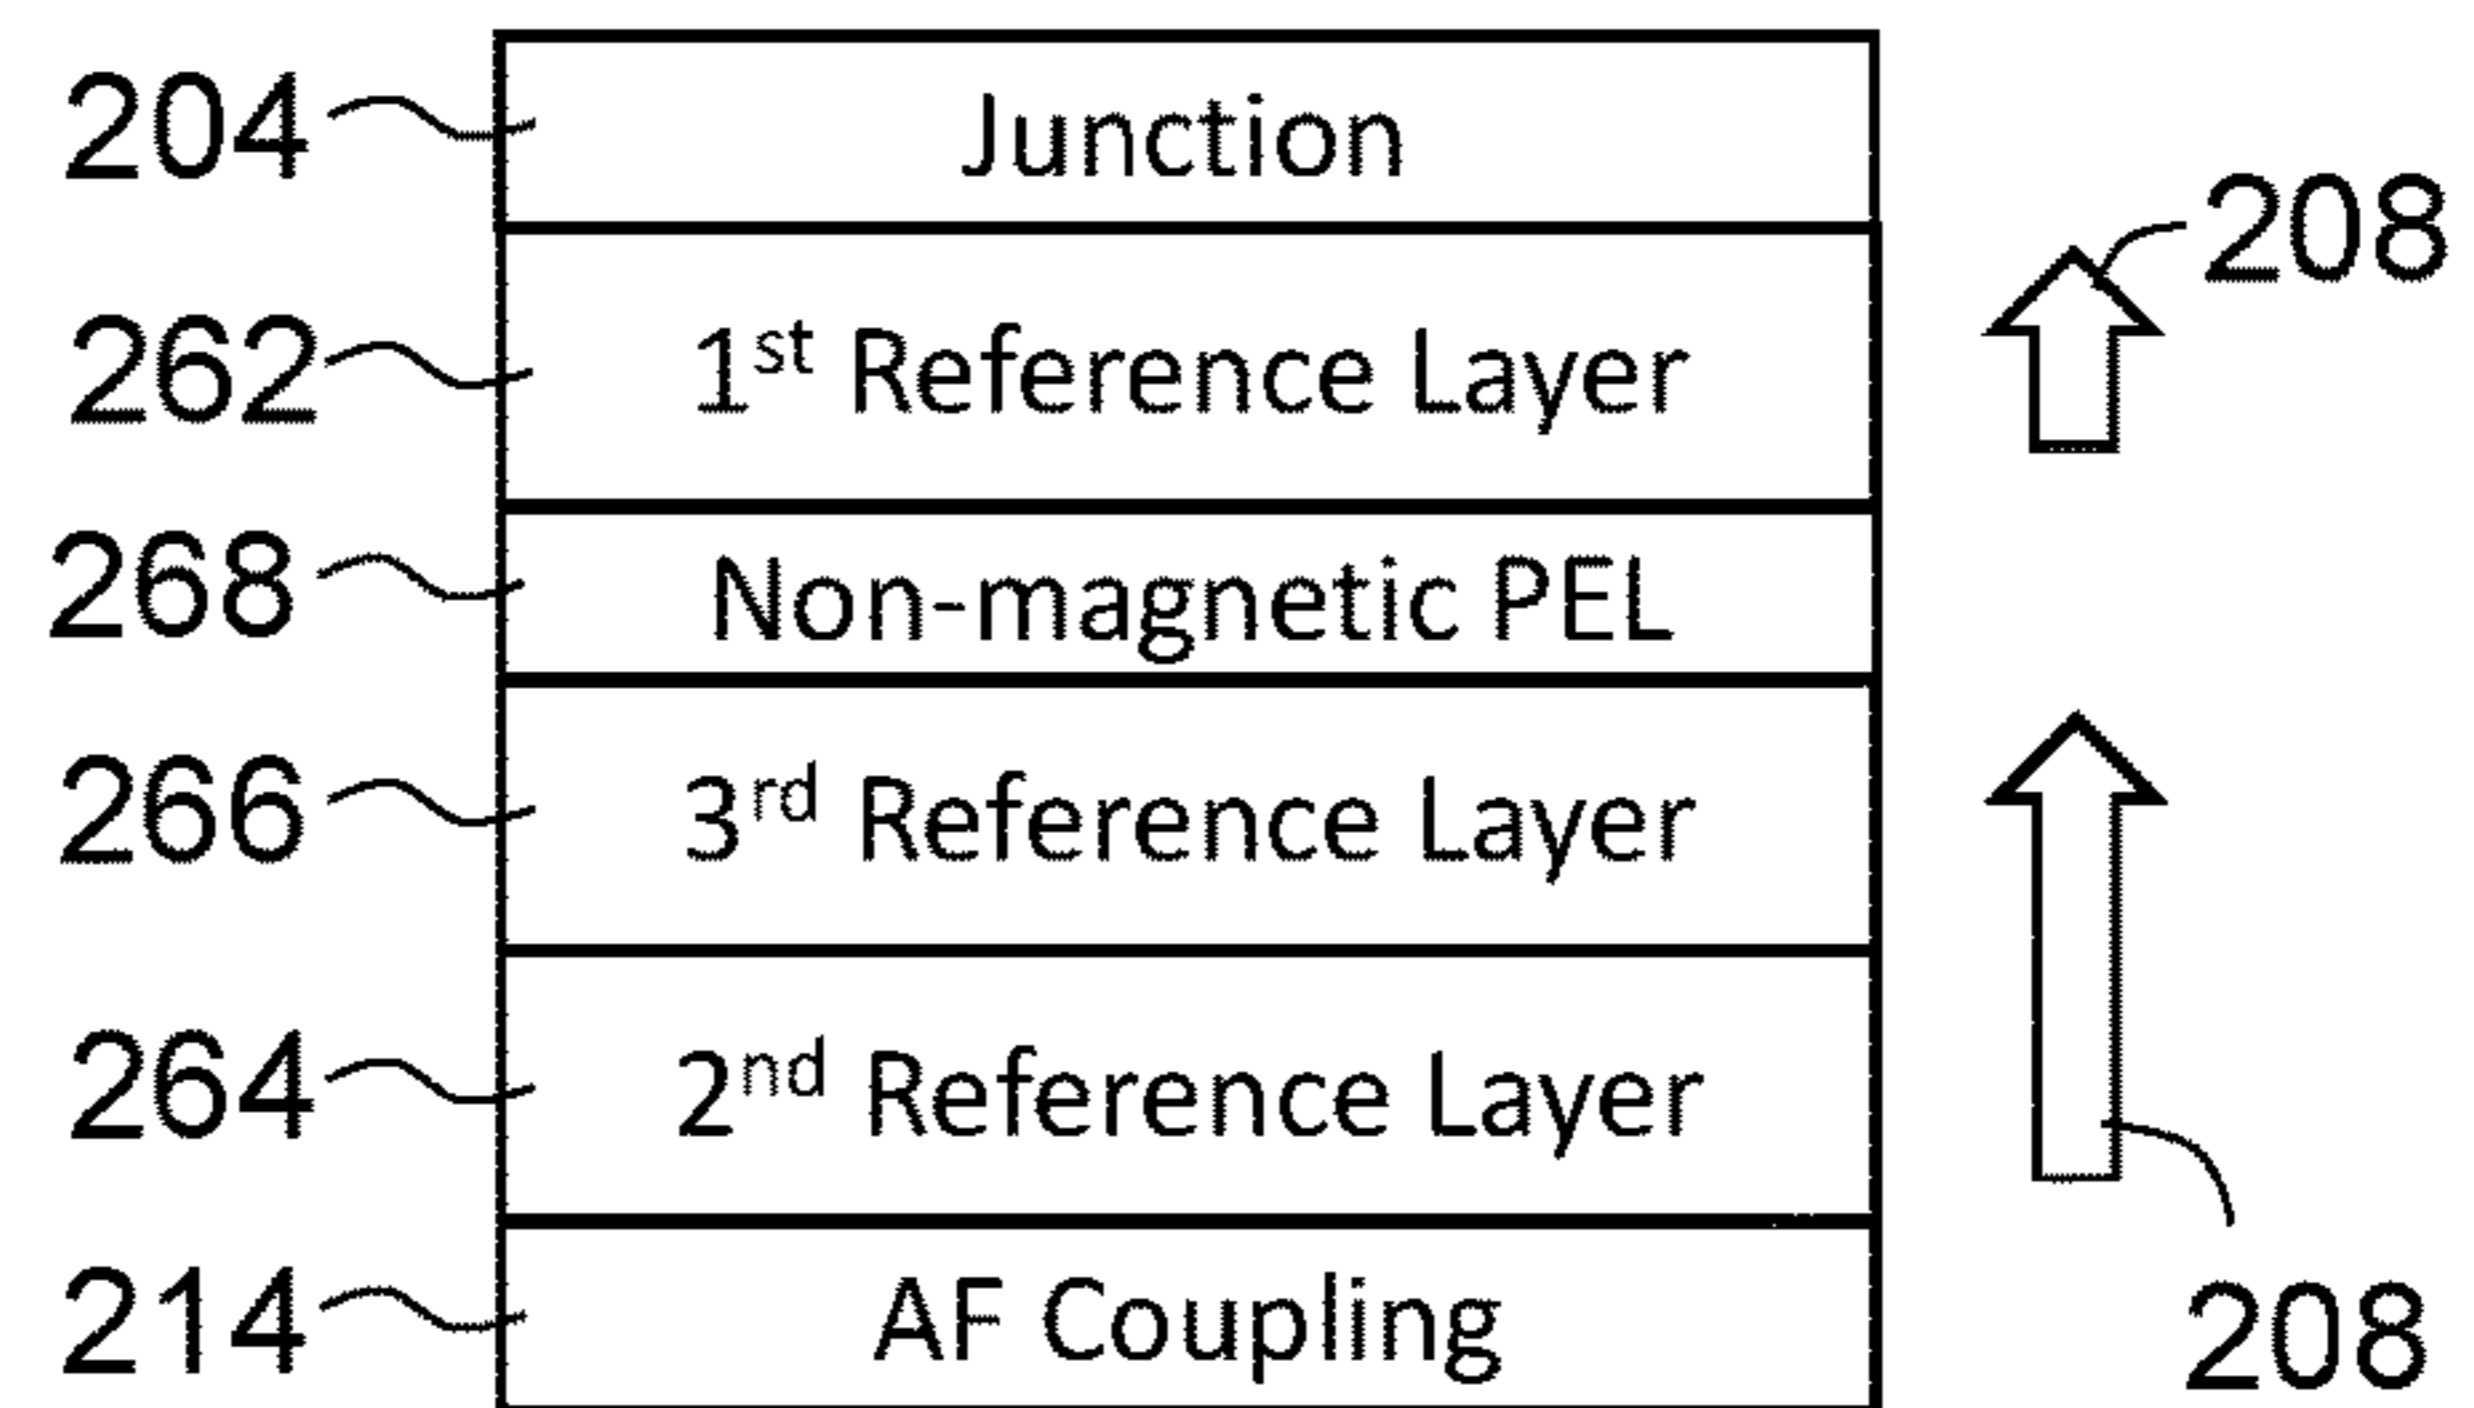 204 Junction
208
262 1st Reference Layer
268 Non-magnetic PEL
266 3rd Reference Layer
264 2nd Reference Layer
214 AF Coupling
208